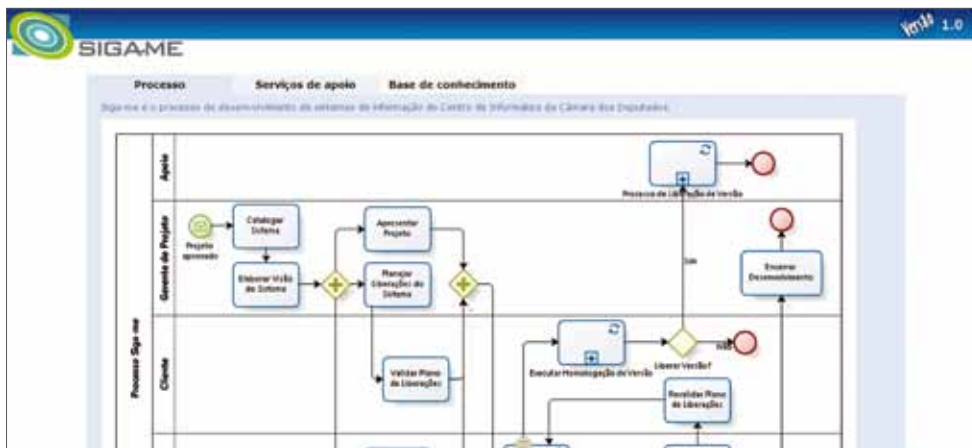 Versão 1.0
SIGAME
Processo
Serviços de apoio
Base de conhecimento
Siga-me é o processo de desenvolvimento de sistemas de informação do Centro de Informática da Câmara dos Deputados.
Processo Siga-me
Apoio
Processo de Liberação de Versão
Gerente de Projeto
Projeto
aprovado
Catalogar
Sistema
Elaborar Visão
do Sistema
Apresentar
Projeto
Planejar
Liberações do
Sistema
Sim
Encerrar
Desenvolvimento
Cliente
Validar Plano
de Liberações
Executar Homologação de Versão
Liberar Versão?
Não
Revalidar Plano
de Liberações